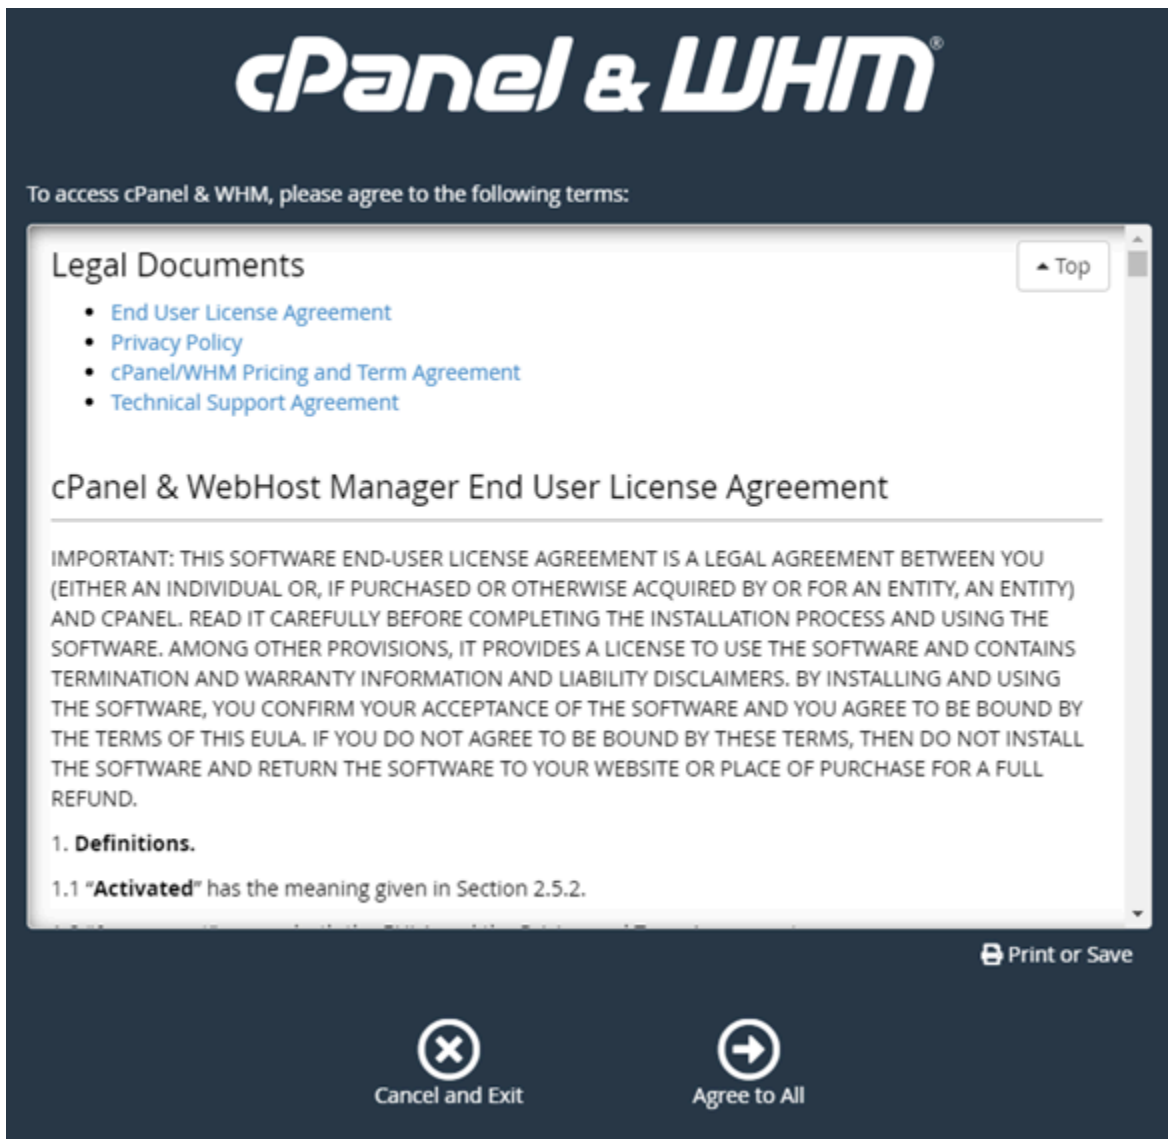 cPanel & WHM®
To access cPanel & WHM, please agree to the following terms:
Legal Documents
Top
• End User License Agreement
• Privacy Policy
• cPanel/WHM Pricing and Term Agreement
• Technical Support Agreement
cPanel & WebHost Manager End User License Agreement
IMPORTANT: THIS SOFTWARE END-USER LICENSE AGREEMENT IS A LEGAL AGREEMENT BETWEEN YOU
(EITHER AN INDIVIDUAL OR, IF PURCHASED OR OTHERWISE ACQUIRED BY OR FOR AN ENTITY, AN ENTITY)
AND CPANEL. READ IT CAREFULLY BEFORE COMPLETING THE INSTALLATION PROCESS AND USING THE
SOFTWARE. AMONG OTHER PROVISIONS, IT PROVIDES A LICENSE TO USE THE SOFTWARE AND CONTAINS
TERMINATION AND WARRANTY INFORMATION AND LIABILITY DISCLAIMERS. BY INSTALLING AND USING
THE SOFTWARE, YOU CONFIRM YOUR ACCEPTANCE OF THE SOFTWARE AND YOU AGREE TO BE BOUND BY
THE TERMS OF THIS EULA. IF YOU DO NOT AGREE TO BE BOUND BY THESE TERMS, THEN DO NOT INSTALL
THE SOFTWARE AND RETURN THE SOFTWARE TO YOUR WEBSITE OR PLACE OF PURCHASE FOR A FULL
REFUND.
1. Definitions.
1.1 “Activated” has the meaning given in Section 2.5.2.
Print or Save
Cancel and Exit
Agree to All